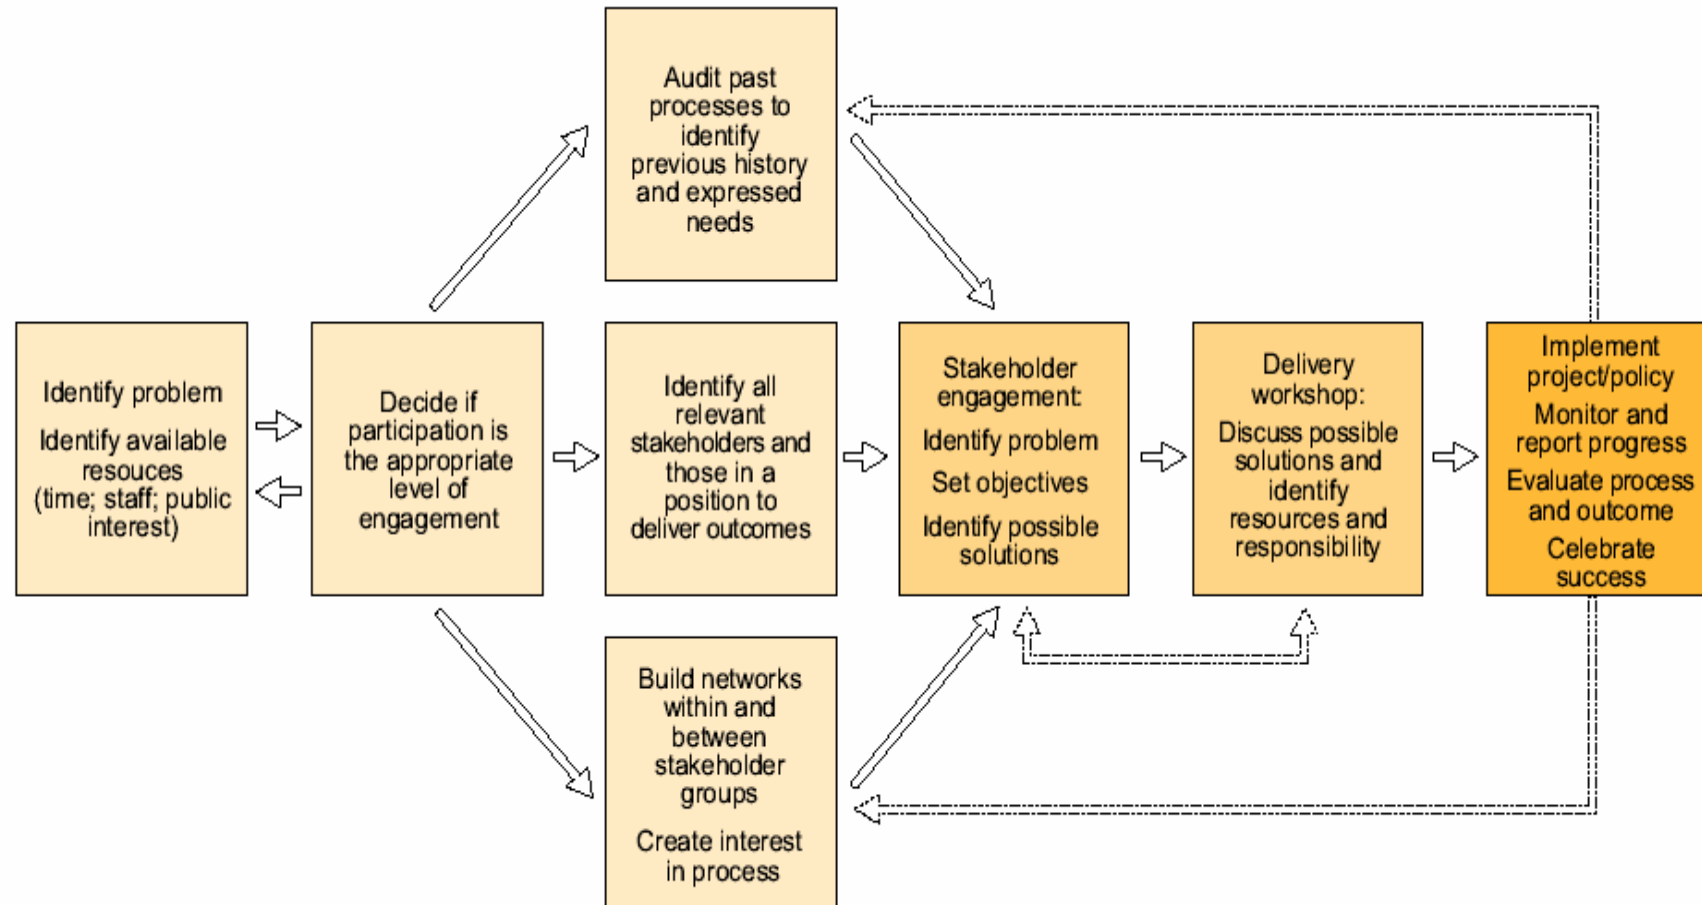 Audit past
processes to
identify
previous history
and expressed
needs
Identify problem
Identify available
resouces
(time; staff; public
interest)
Decide if
participation is
the appropriate
level of
engagement
Identify all
relevant
stakeholders and
those in a
position to
deliver outcomes
Stakeholder
engagement:
Identify problem
Set objectives
Identify possible
solutions
Delivery
workshop:
Discuss possible
solutions and
identify
resources and
responsibility
Implement
project/policy
Monitor and
report progress
Evaluate process
and outcome
Celebrate
success
Build networks
within and
between
stakeholder
groups
Create interest
in process